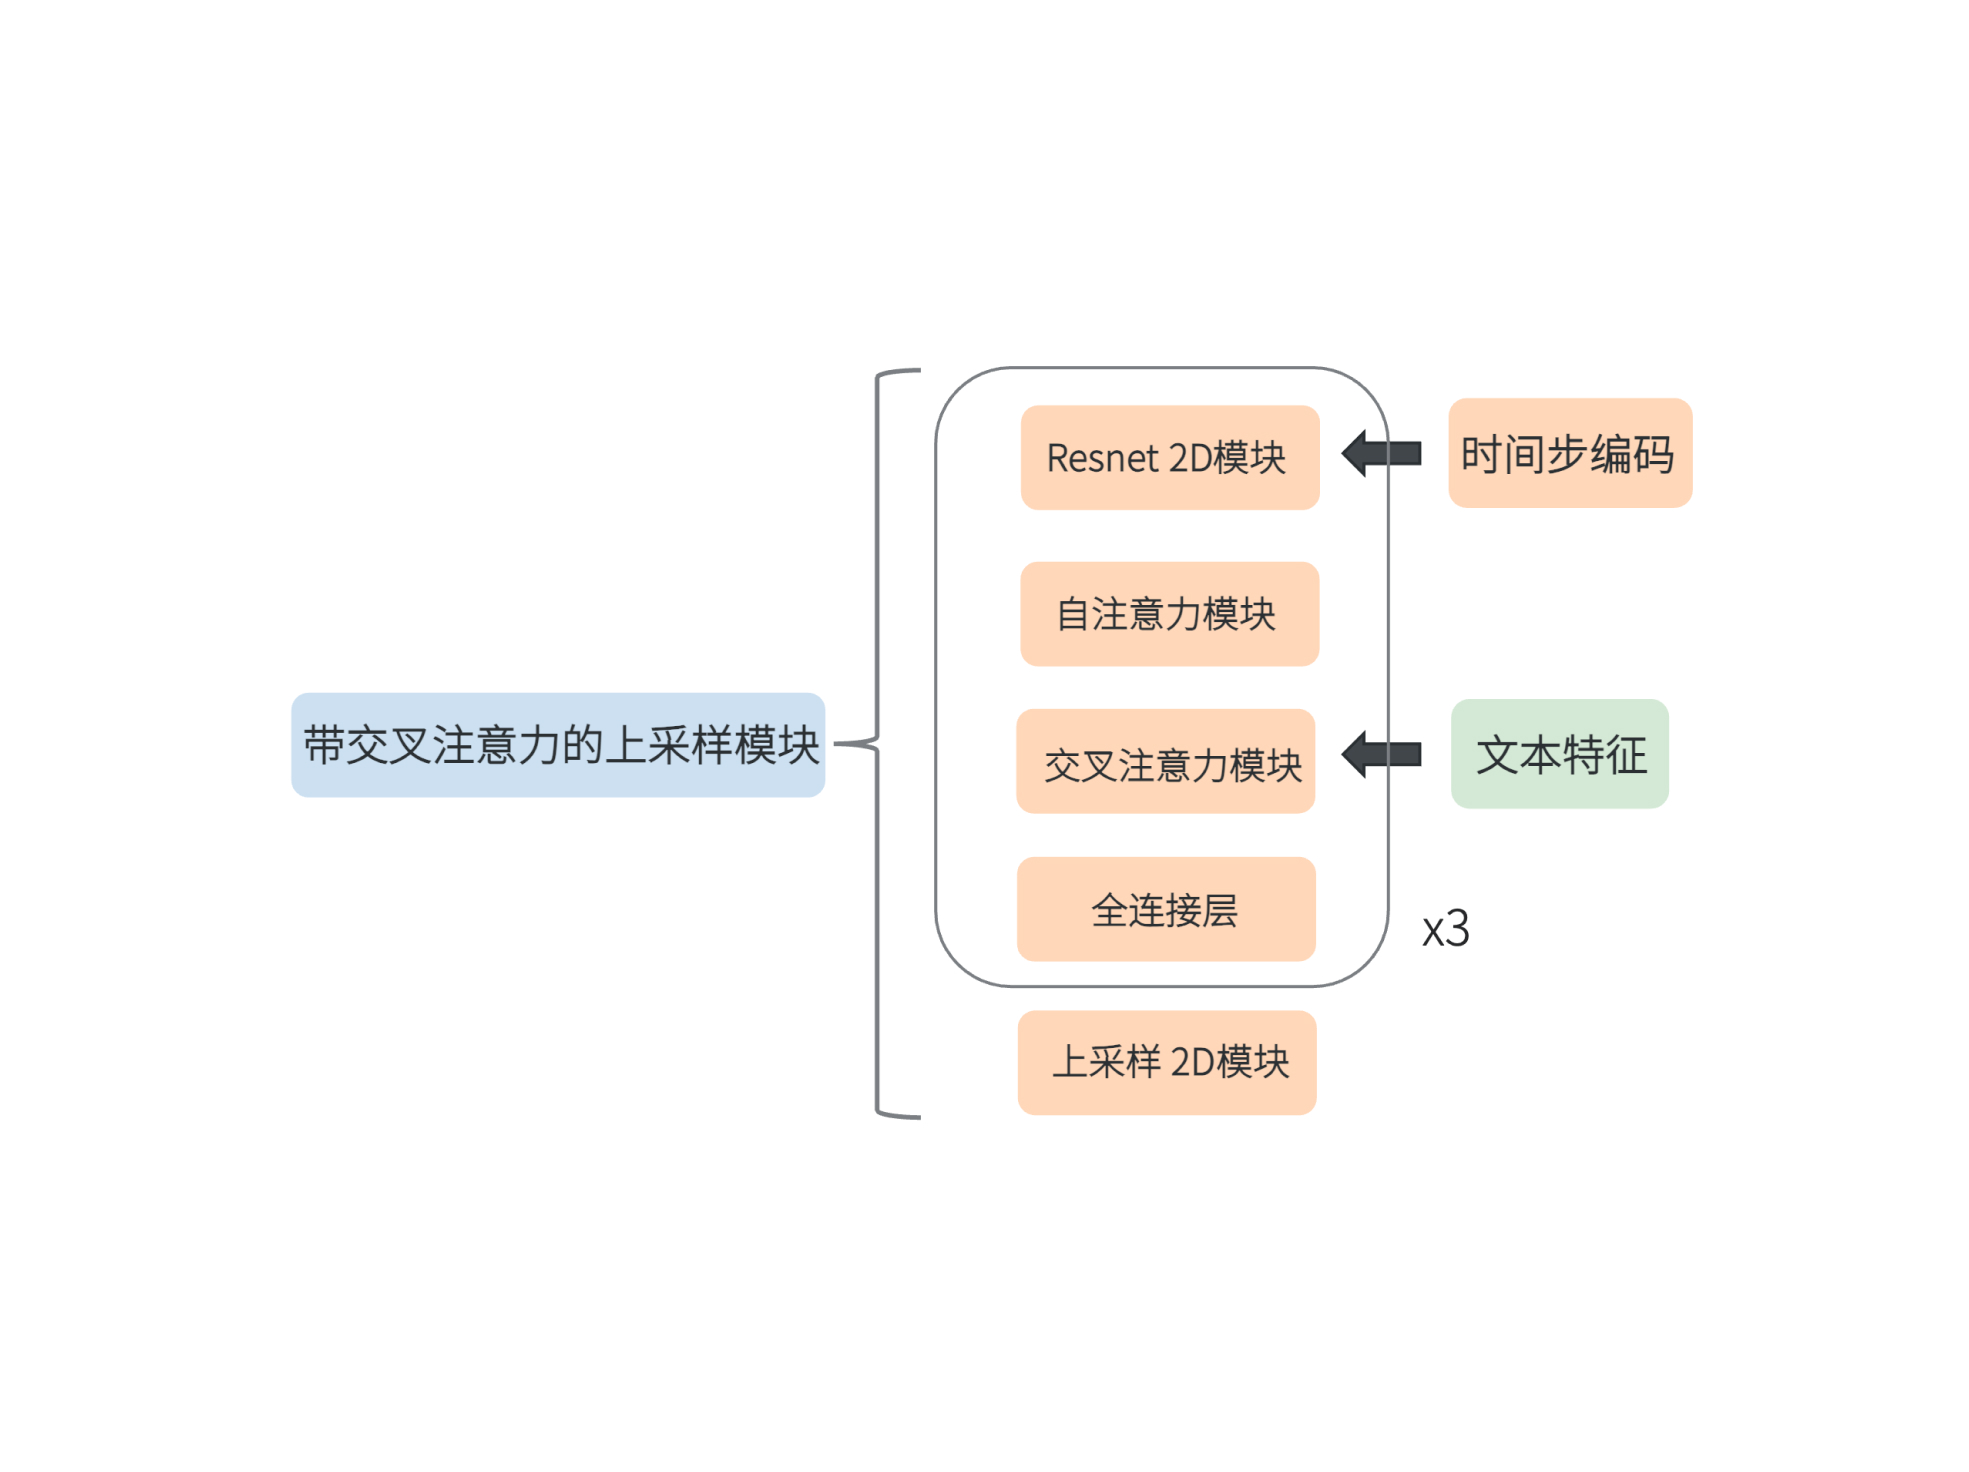 带交叉注意力的上采样模块
Resnet 2D模块
时间步编码
自注意力模块
交叉注意力模块
文本特征
全连接层
x3
上采样 2D模块